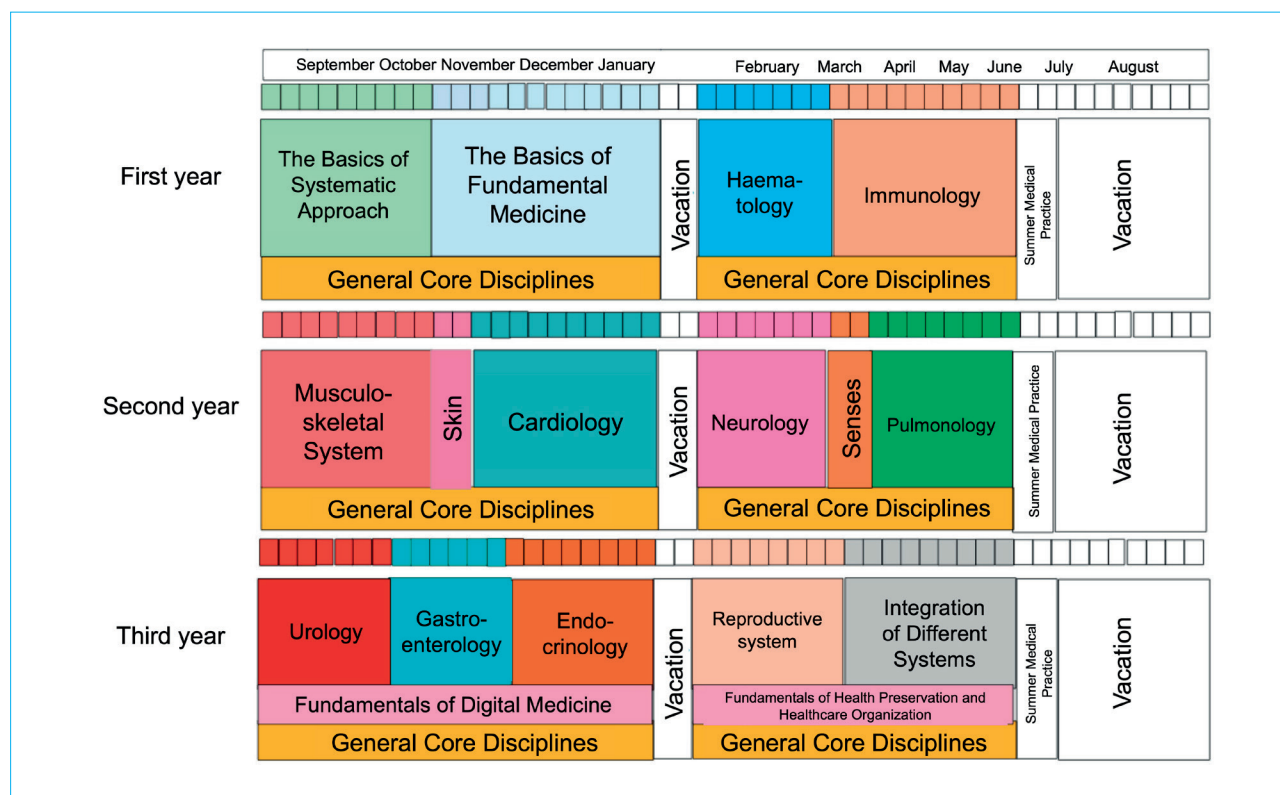 September October November December January February March April May June July August
First year
The Basics of
Systematic
Approach
The Basics of
Fundamental
Medicine
Vacation
Haema-
tology
Immunology
Summer Medical
Practice
Vacation
General Core Disciplines
General Core Disciplines
Second year
Musculo-
skeletal
System
Skin
Cardiology
Vacation
Neurology
Senses
Pulmonology
Summer Medical Practice
Vacation
General Core Disciplines
General Core Disciplines
Third year
Urology
Gastro-
enterology
Endo-
crinology
Vacation
Reproductive
system
Integration
of Different
Systems
Summer Medical
Practice
Vacation
Fundamentals of Digital Medicine
Fundamentals of Health Preservation and
Healthcare Organization
General Core Disciplines
General Core Disciplines